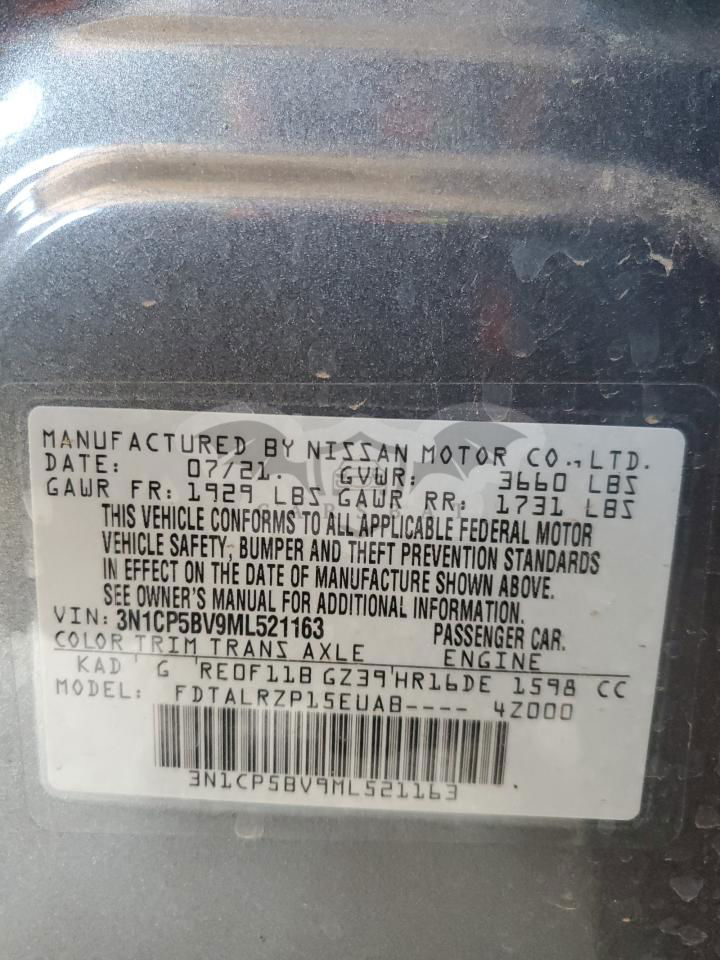 MANUFACTURED BY NISSAN MOTOR CO., LTD.
DATE: 07/21. GVWR: 3660 LBS
GAWR FR: 1929 LBS GAWR RR: 1731 LBS
THIS VEHICLE CONFORMS TO ALL APPLICABLE FEDERAL MOTOR
VEHICLE SAFETY, BUMPER AND THEFT PREVENTION STANDARDS
IN EFFECT ON THE DATE OF MANUFACTURE SHOWN ABOVE.
SEE OWNER'S MANUAL FOR ADDITIONAL INFORMATION.
VIN: 3N1CP5BV9ML521163 PASSENGER CAR.
COLOR TRIM TRANS AXLE ENGINE
KAD ' G 'RE0F11B GZ39'HR16DE 1598 CC
MODEL: FDTALRZP15EUAB---- 4Z000
3N1CP5BV9ML521163